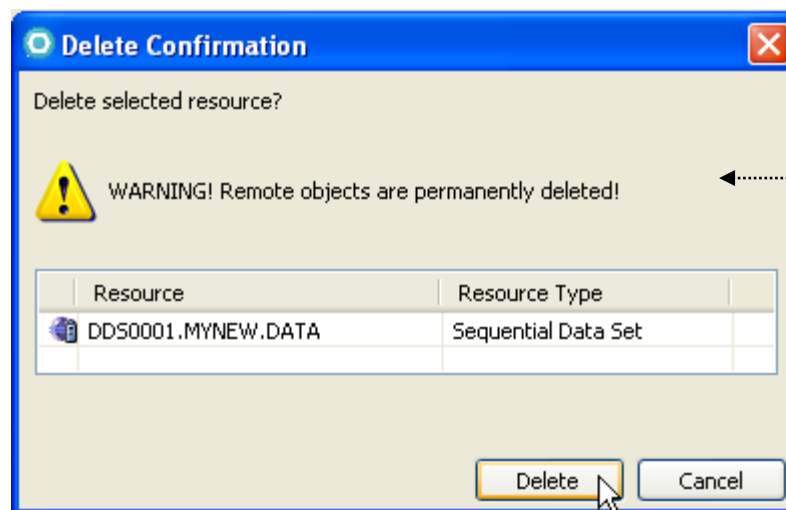 Delete Confirmation
Delete selected resource?
WARNING! Remote objects are permanently deleted!
Resource Resource Type
DDS0001.MYNEW.DATA Sequential Data Set
Delete Cancel